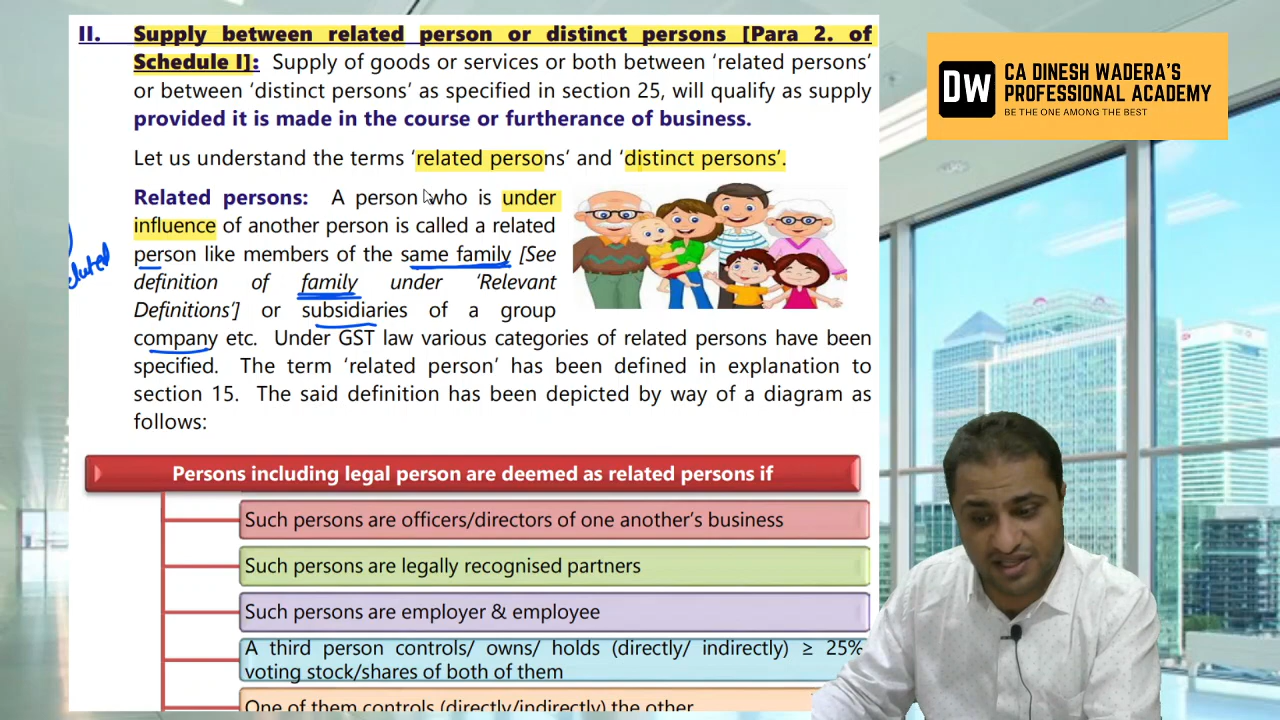 II. Supply between related person or distinct persons [Para 2. of
Schedule I]: Supply of goods or services or both between ‘related persons’
or between ‘distinct persons’ as specified in section 25, will qualify as supply
provided it is made in the course or furtherance of business.
Let us understand the terms ‘related persons’ and ‘distinct persons’.
Related persons: A person who is under
influence of another person is called a related
person like members of the same family [See
definition of family under ‘Relevant
Definitions’] or subsidiaries of a group
company etc. Under GST law various categories of related persons have been
specified. The term ‘related person’ has been defined in explanation to
section 15. The said definition has been depicted by way of a diagram as
follows:
Persons including legal person are deemed as related persons if
Such persons are officers/directors of one another’s business
Such persons are legally recognised partners
Such persons are employer & employee
A third person controls/ owns/ holds (directly/ indirectly) ≥ 25%
voting stock/shares of both of them
One of them controls (directly/indirectly) the other
DW
CA DINESH WADERA'S
PROFESSIONAL ACADEMY
BE THE ONE AMONG THE BEST